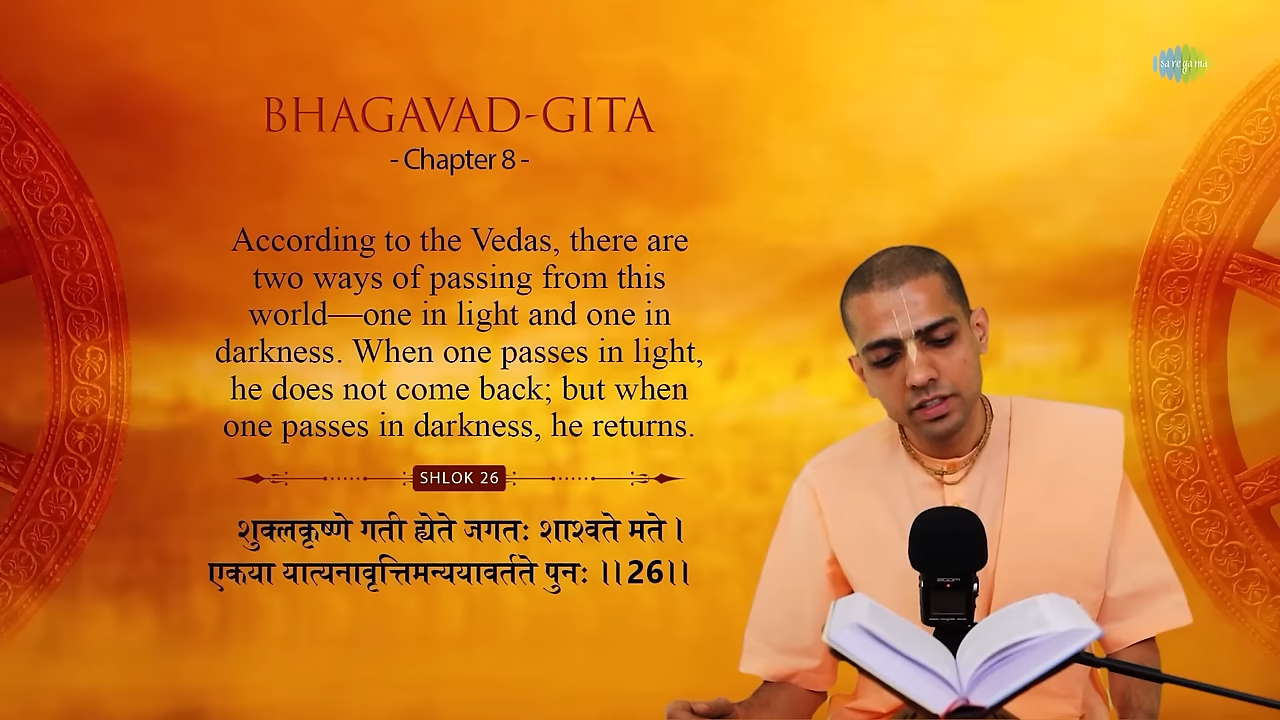 saregama
BHAGAVAD-GITA
- Chapter 8 -
According to the Vedas, there are
two ways of passing from this
world—one in light and one in
darkness. When one passes in light,
he does not come back; but when
one passes in darkness, he returns.
SHLOK 26
शुक्लकृष्णे गती ह्येते जगतः शाश्वते मते।
एकया यात्यनावृत्तिमन्ययावर्तते पुनः ।।26।।
zoom